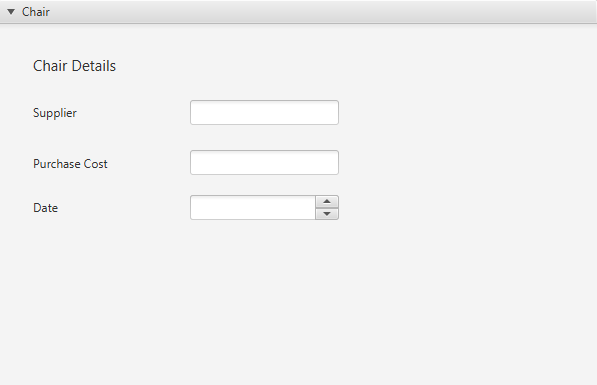 Chair
Chair Details
Supplier
Purchase Cost
Date